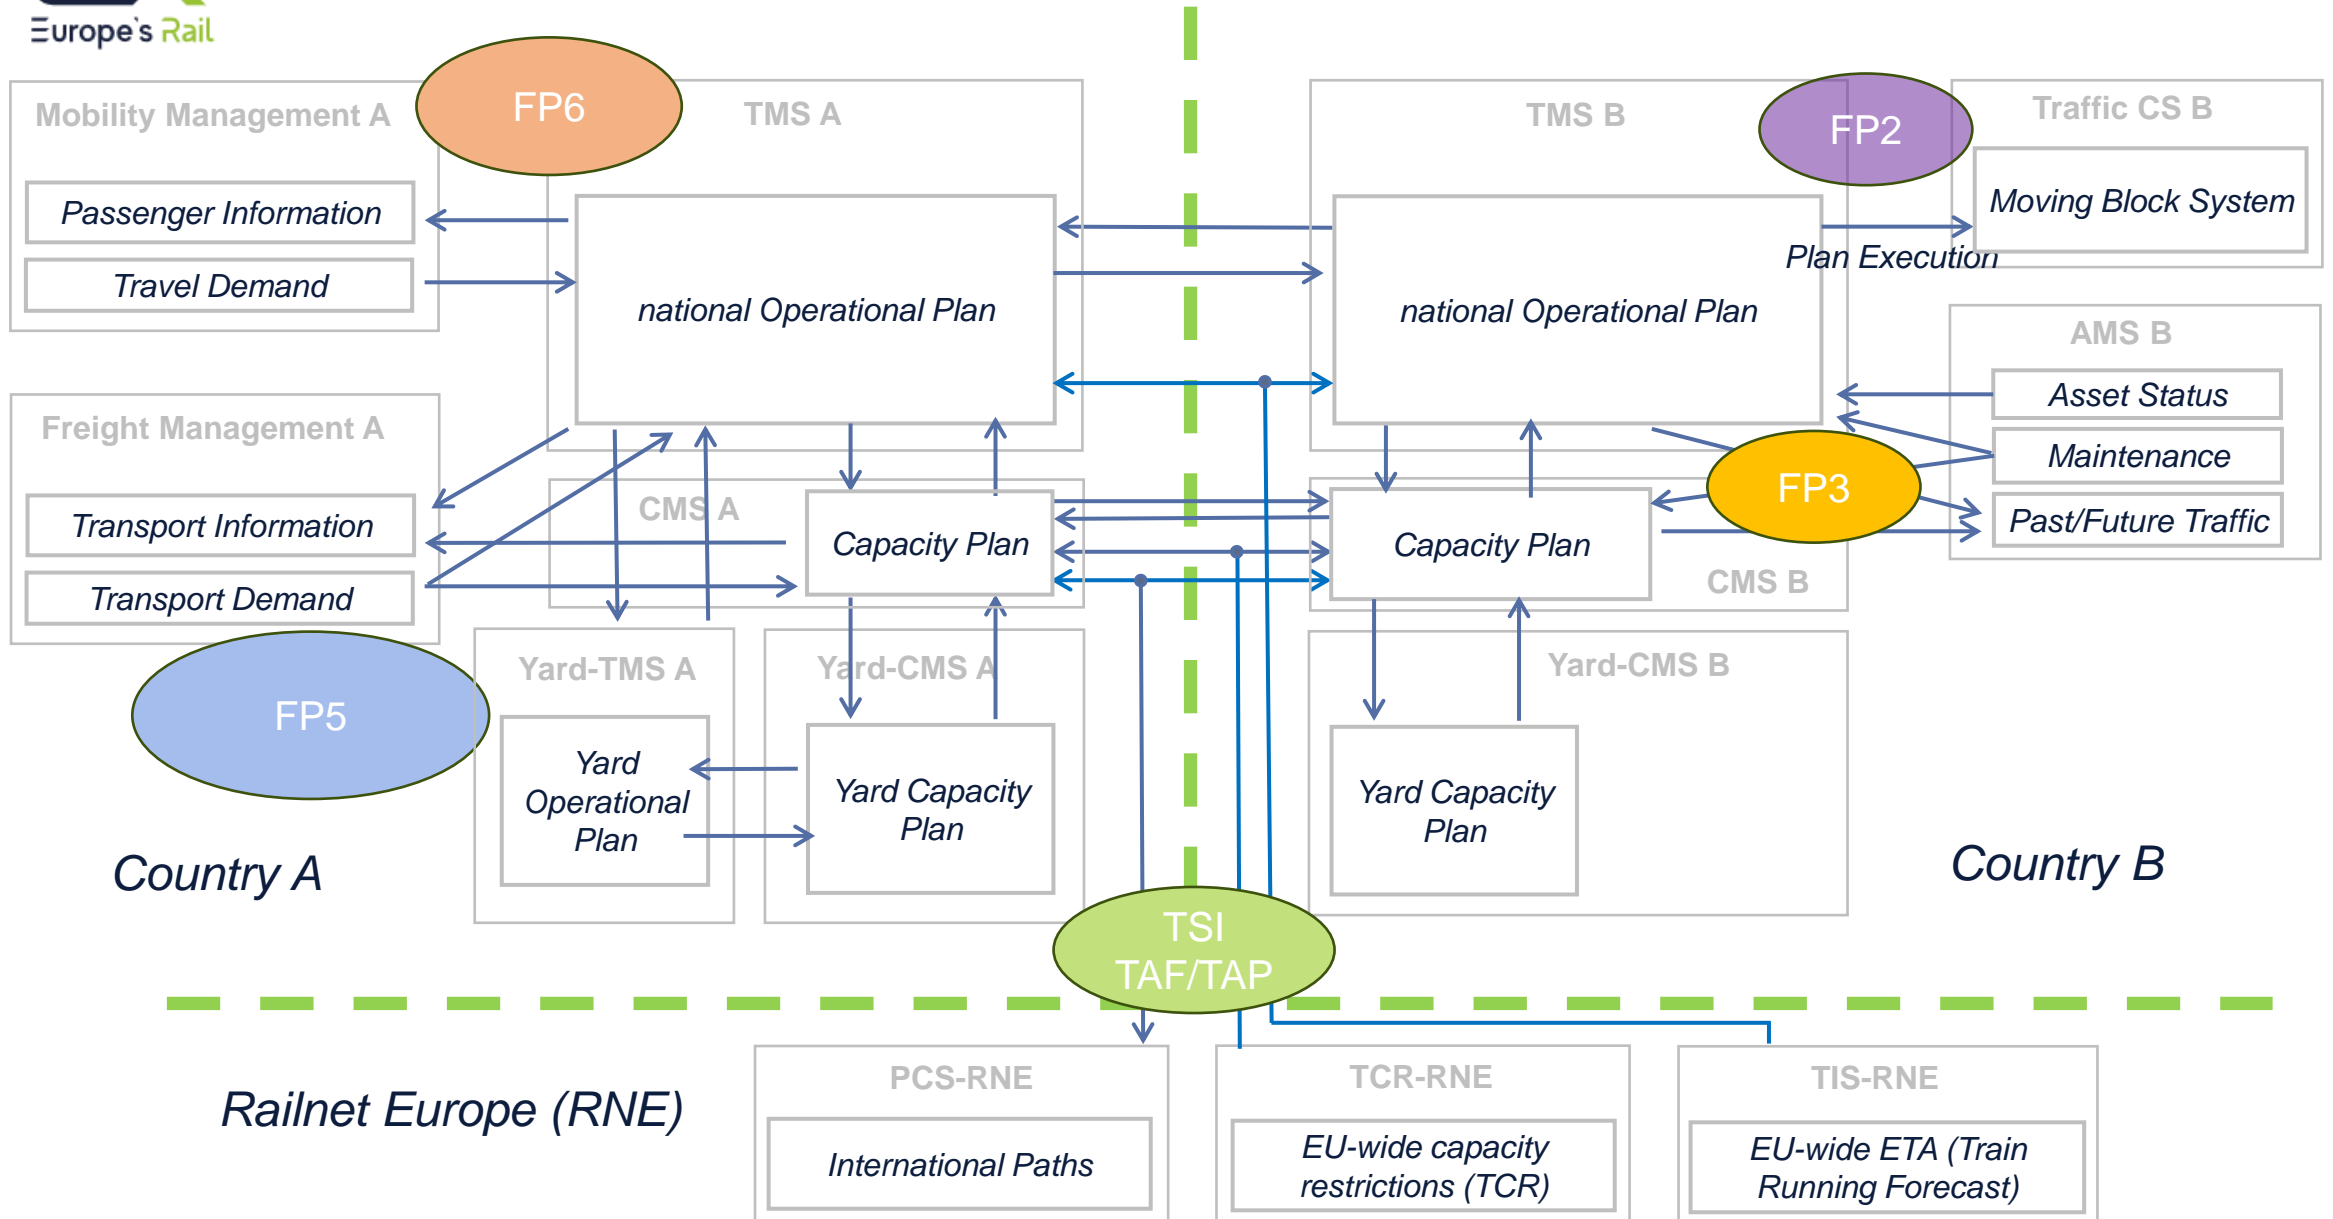 Europe's Rail
Mobility Management A
FP6
TMS A
TMS B
FP2
Traffic CS B
Passenger Information
Travel Demand
national Operational Plan
national Operational Plan
Moving Block System
Plan Execution
AMS B
Asset Status
Maintenance
Past/Future Traffic
FP3
Freight Management A
Transport Information
Transport Demand
CMS A
Capacity Plan
Capacity Plan
CMS B
FP5
Yard-TMS A
Yard
Operational
Plan
Yard-CMS A
Yard Capacity
Plan
Yard-CMS B
Yard Capacity
Plan
Country A
Country B
TSI
TAF/TAP
Railnet Europe (RNE)
PCS-RNE
International Paths
TCR-RNE
EU-wide capacity
restrictions (TCR)
TIS-RNE
EU-wide ETA (Train
Running Forecast)